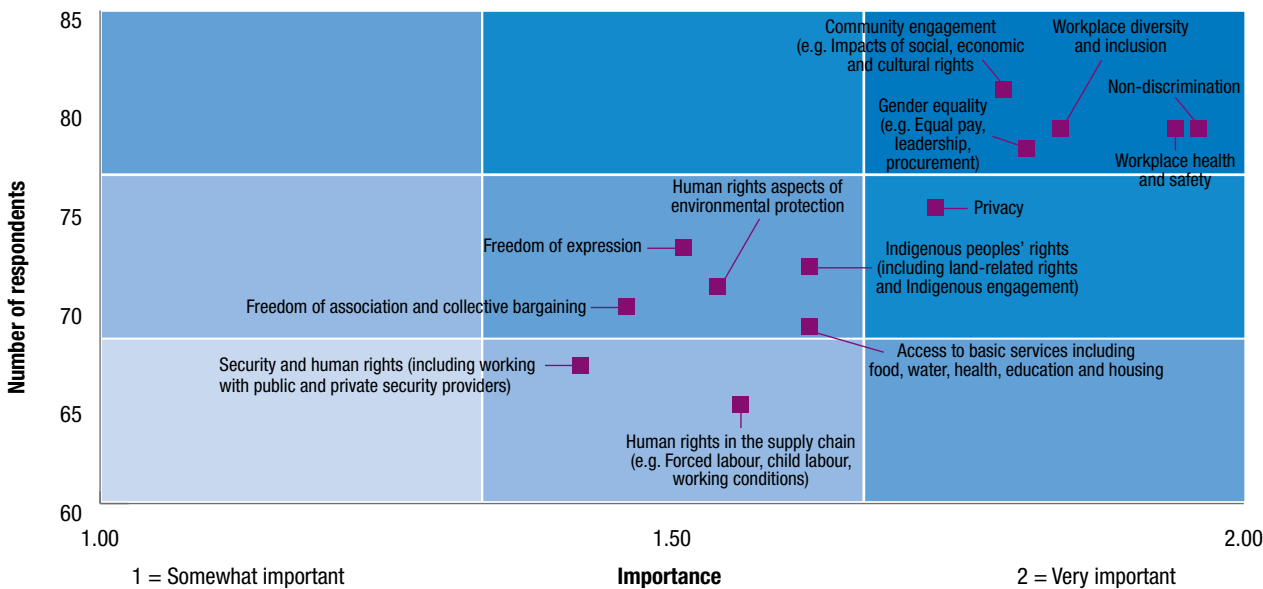 85
80
75
70
65
60
Number of respondents
Community engagement
(e.g. Impacts of social, economic
and cultural rights
Workplace diversity
and inclusion
Non-discrimination
Gender equality
(e.g. Equal pay,
leadership,
procurement)
Workplace health
and safety
Human rights aspects of
environmental protection
Privacy
Freedom of expression
Indigenous peoples’ rights
(including land-related rights
and Indigenous engagement)
Freedom of association and collective bargaining
Security and human rights (including working
with public and private security providers)
Access to basic services including
food, water, health, education and housing
Human rights in the supply chain
(e.g. Forced labour, child labour,
working conditions)
1.00
1.50
2.00
1 = Somewhat important
Importance
2 = Very important